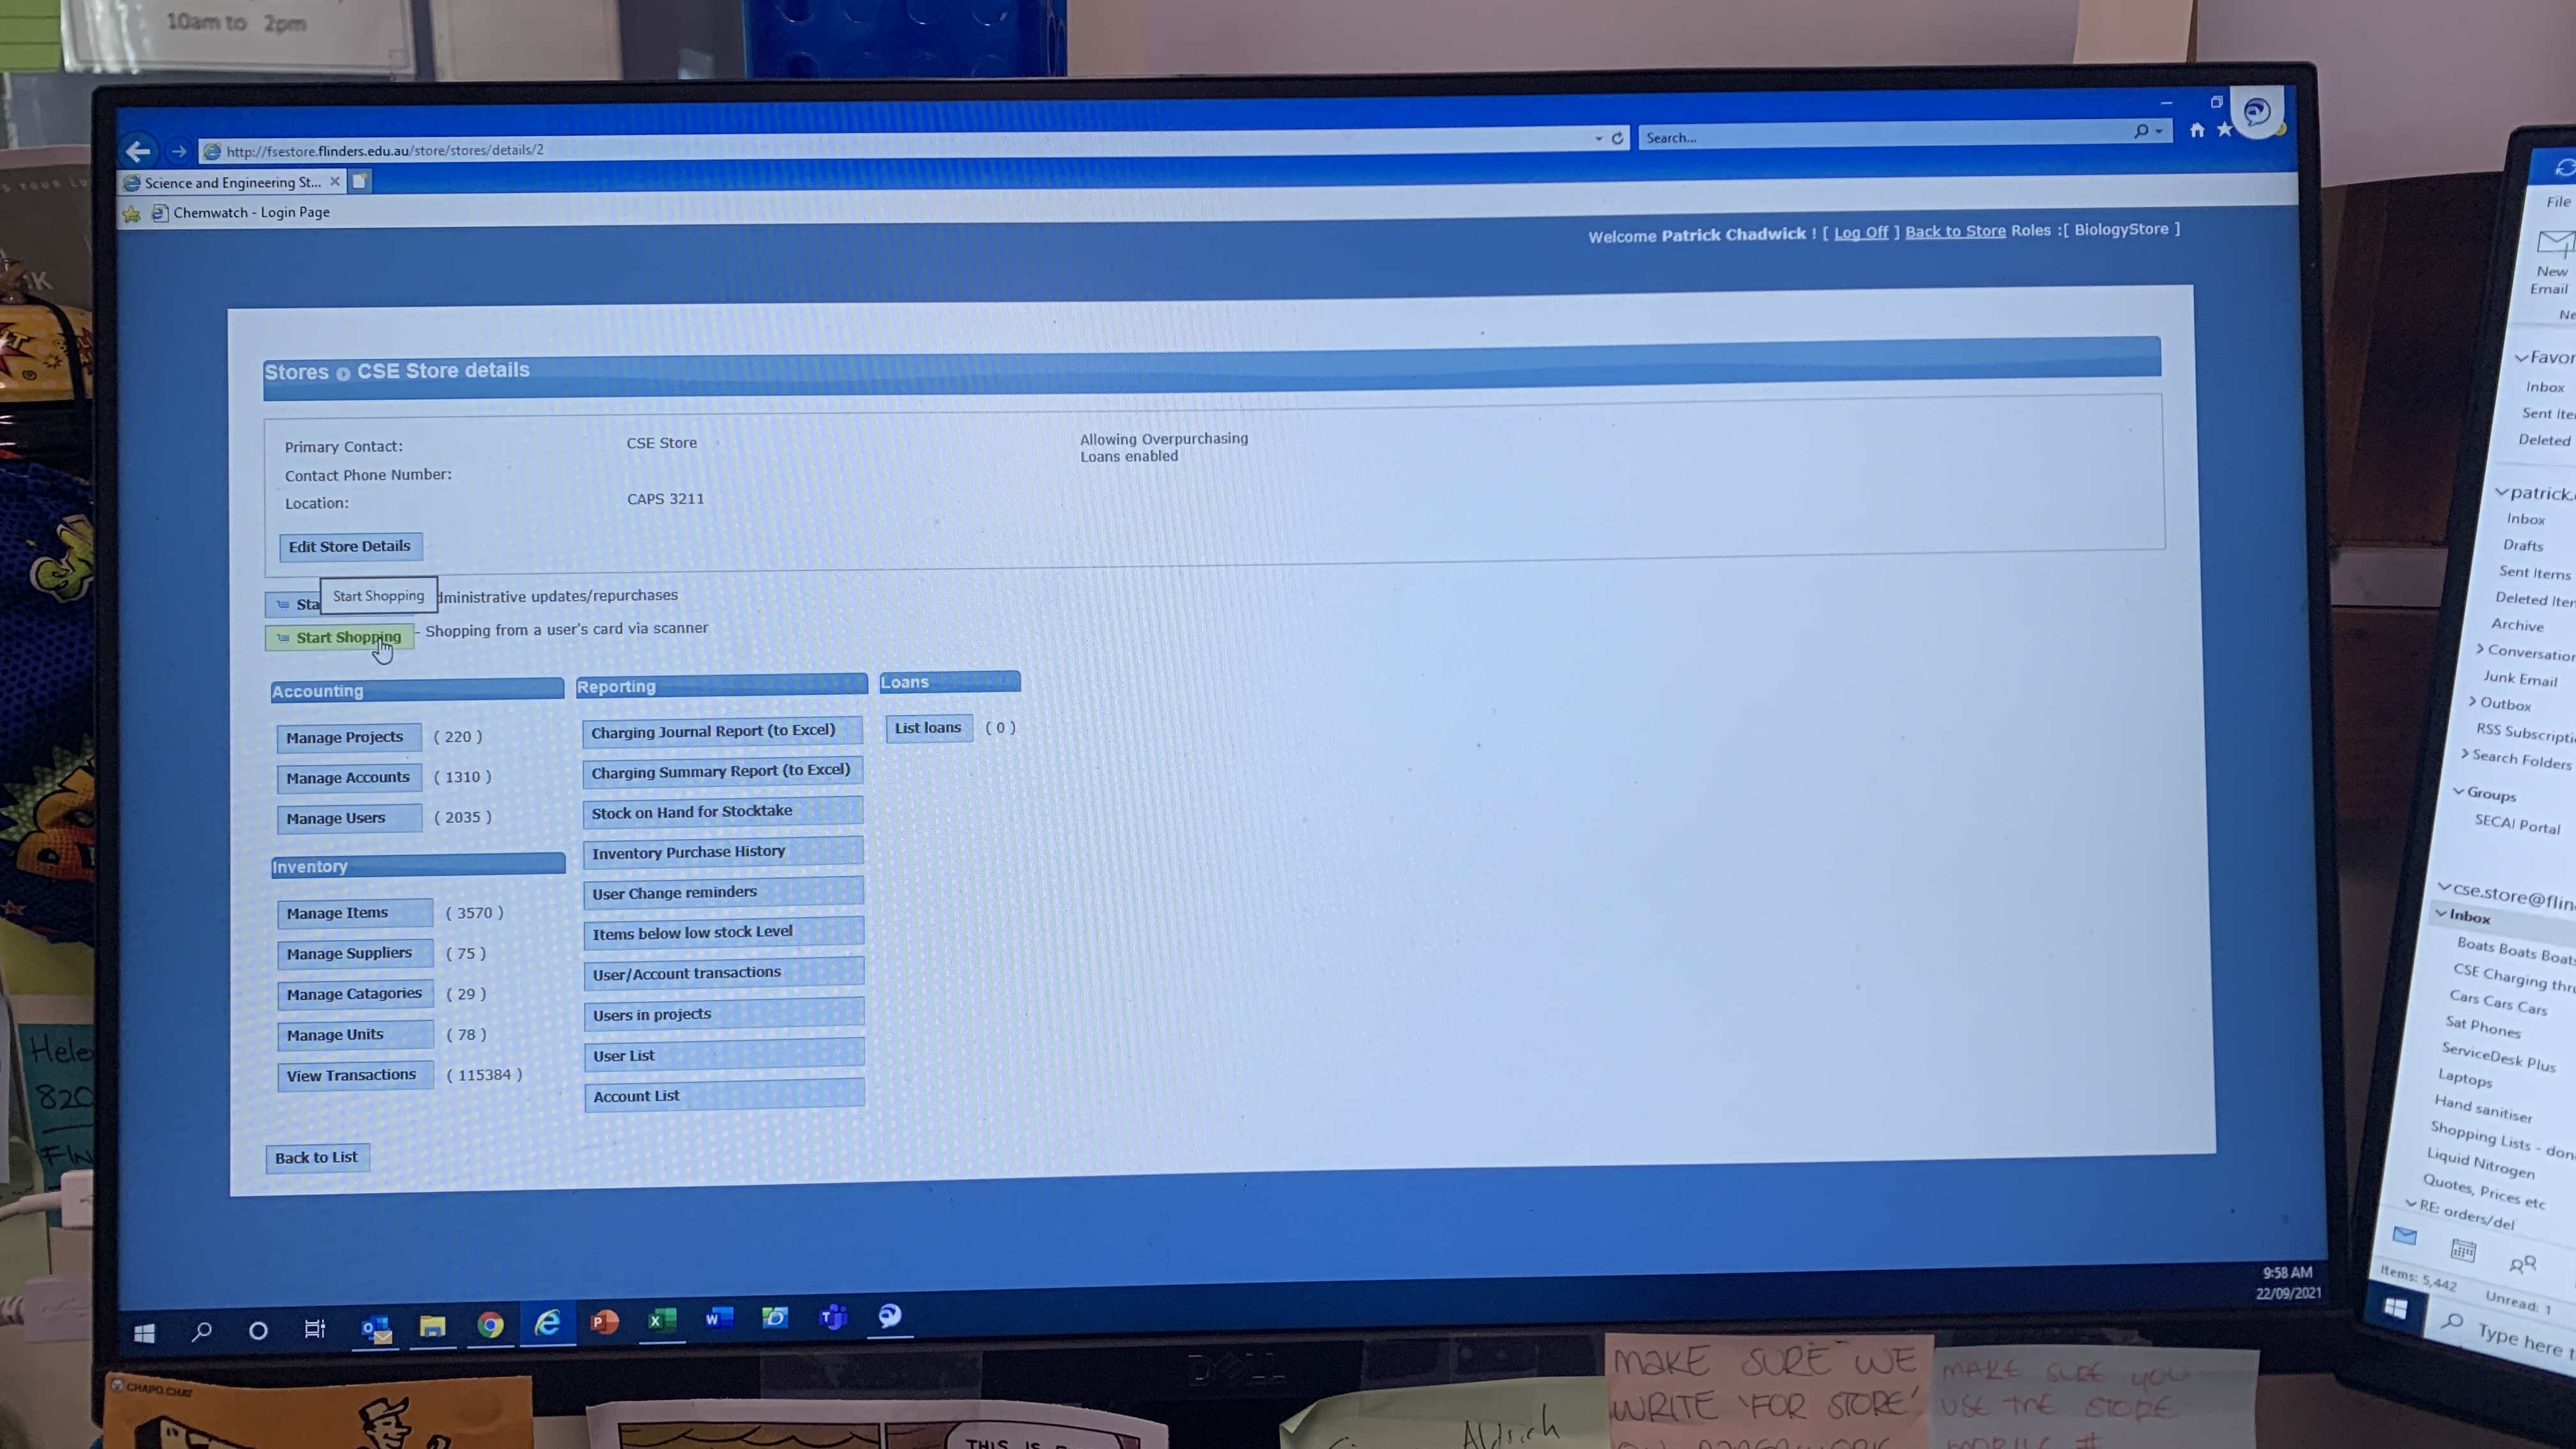 10am to 2pm
http://fsestore.flinders.edu.au/store/stores/details/2
Search...
Science and Engineering St...
Chemwatch - Login Page
Welcome Patrick Chadwick ! [ Log Off ] Back to Store Roles :[ BiologyStore ]
Stores CSE Store details
Primary Contact: CSE Store Allowing Overpurchasing
Loans enabled
Contact Phone Number:
Location: CAPS 3211
Edit Store Details
Sta Start Shopping dministrative updates/repurchases
Start Shopping - Shopping from a user's card via scanner
Accounting
Manage Projects ( 220 )
Manage Accounts ( 1310 )
Manage Users ( 2035 )
Inventory
Manage Items ( 3570 )
Manage Suppliers ( 75 )
Manage Catagories ( 29 )
Manage Units ( 78 )
View Transactions ( 115384 )
Reporting
Charging Journal Report (to Excel)
Charging Summary Report (to Excel)
Stock on Hand for Stocktake
Inventory Purchase History
User Change reminders
Items below low stock Level
User/Account transactions
Users in projects
User List
Account List
Loans
List loans ( 0 )
Back to List
9:58 AM
22/09/2021
DELL
File
New
Email
Ne
Favor
Inbox
Sent Ite
Deleted
patrick.
Inbox
Drafts
Sent Items
Deleted Iter
Archive
Conversation
Junk Email
Outbox
RSS Subscripti
Search Folders
Groups
SECAI Portal
cse.store@flin
Inbox
Boats Boats Boats
CSE Charging thr
Cars Cars Cars
Sat Phones
ServiceDesk Plus
Laptops
Hand sanitiser
Shopping Lists - don
Liquid Nitrogen
Quotes, Prices etc
RE: orders/del
Items: 5,442 Unread: 1
Type here t
Hele
820
FIN
CHAPO.CHAT
THIS IS
Aldrich
MAKE SURE WE
WRITE 'FOR STORE'
MAKE SURE YOU
USE THE STORE
MOBILE #